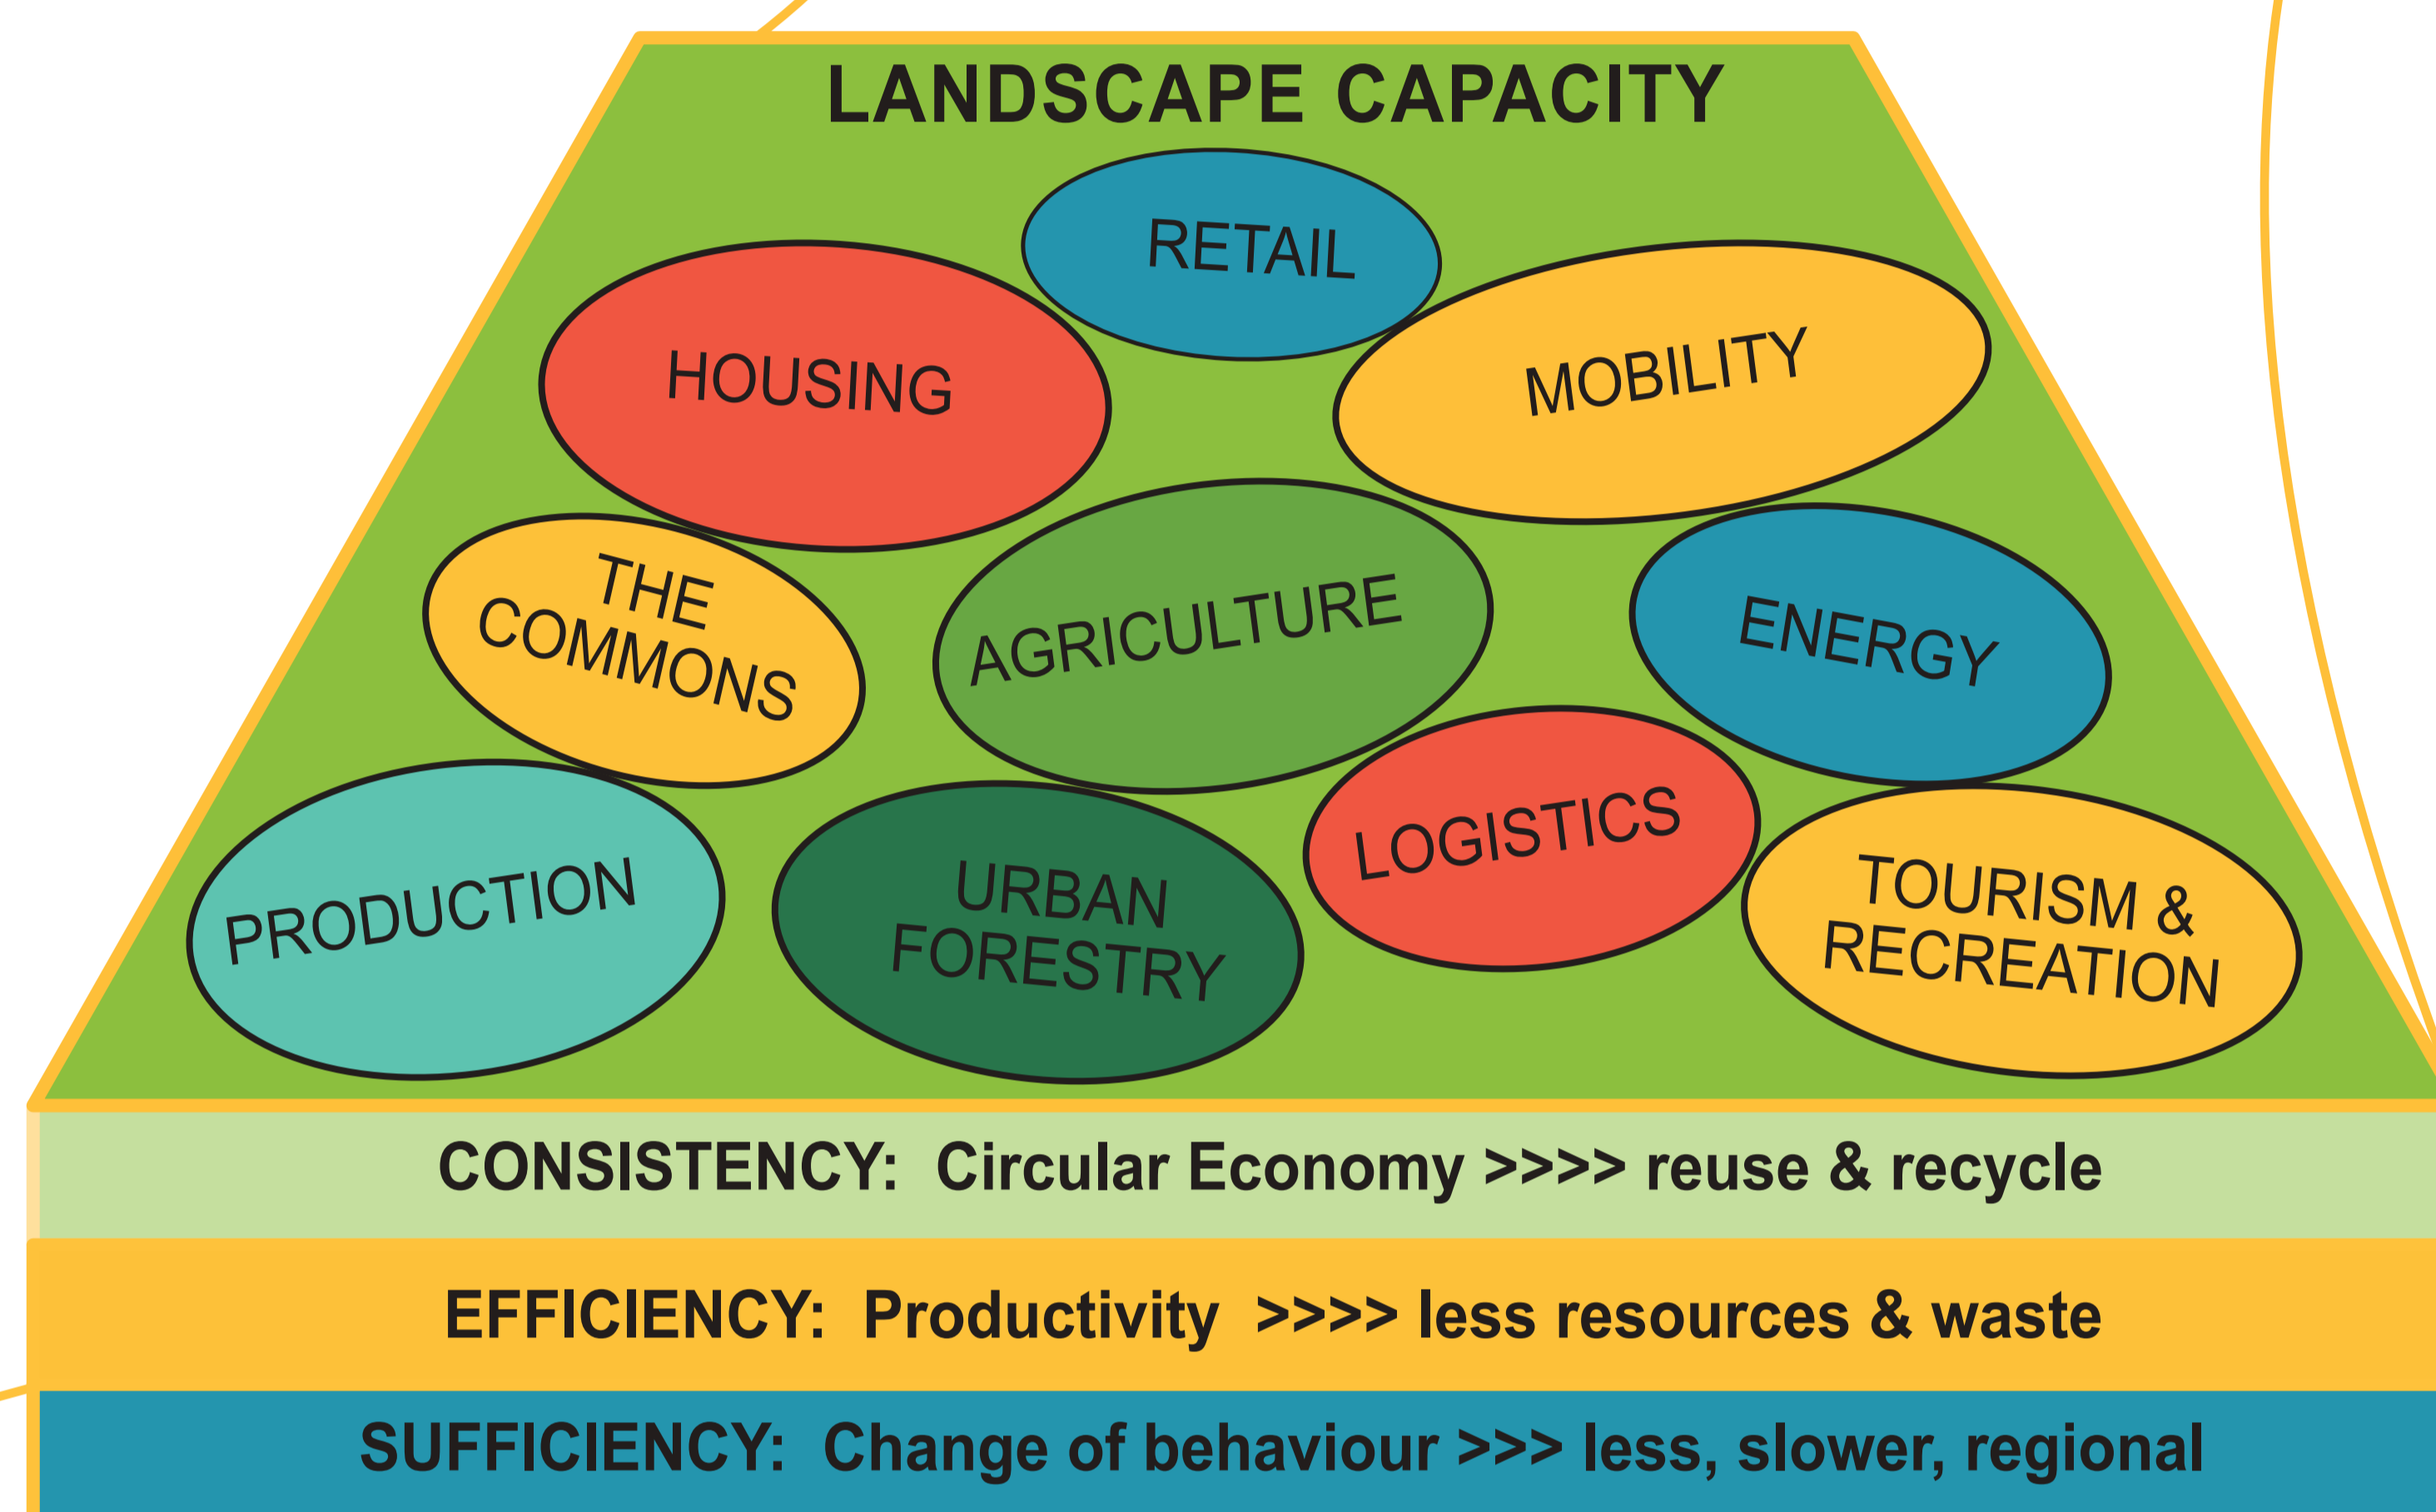 LANDSCAPE CAPACITY
RETAIL
HOUSING
MOBILITY
THE
COMMONS
AGRICULTURE
ENERGY
PRODUCTION
URBAN
FORESTRY
LOGISTICS
TOURISM &
RECREATION
CONSISTENCY: Circular Economy >>>> reuse & recycle
EFFICIENCY: Productivity >>>> less resources & waste
SUFFICIENCY: Change of behaviour >>> less, slower, regional